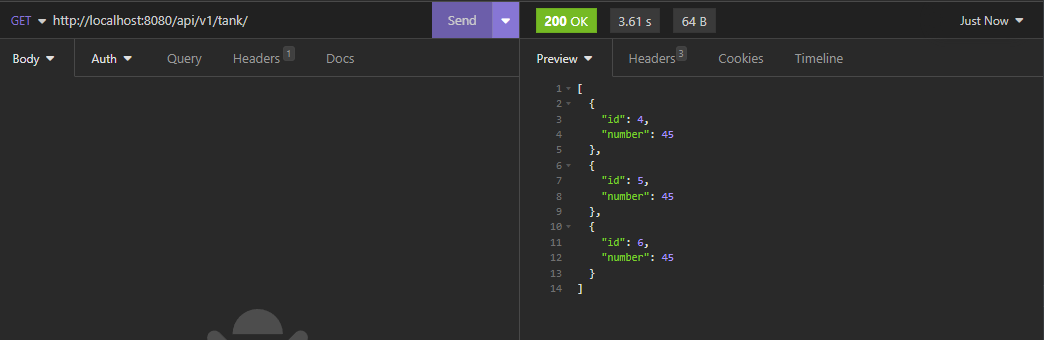 GET http://localhost:8080/api/v1/tank/ Send 200 OK 3.61 s 64 B Just Now
Body Auth Query Headers 1 Docs Preview Headers 3 Cookies Timeline
1 [
2 {
3 "id": 4,
4 "number": 45
5 },
6 {
7 "id": 5,
8 "number": 45
9 },
10 {
11 "id": 6,
12 "number": 45
13 }
14 ]